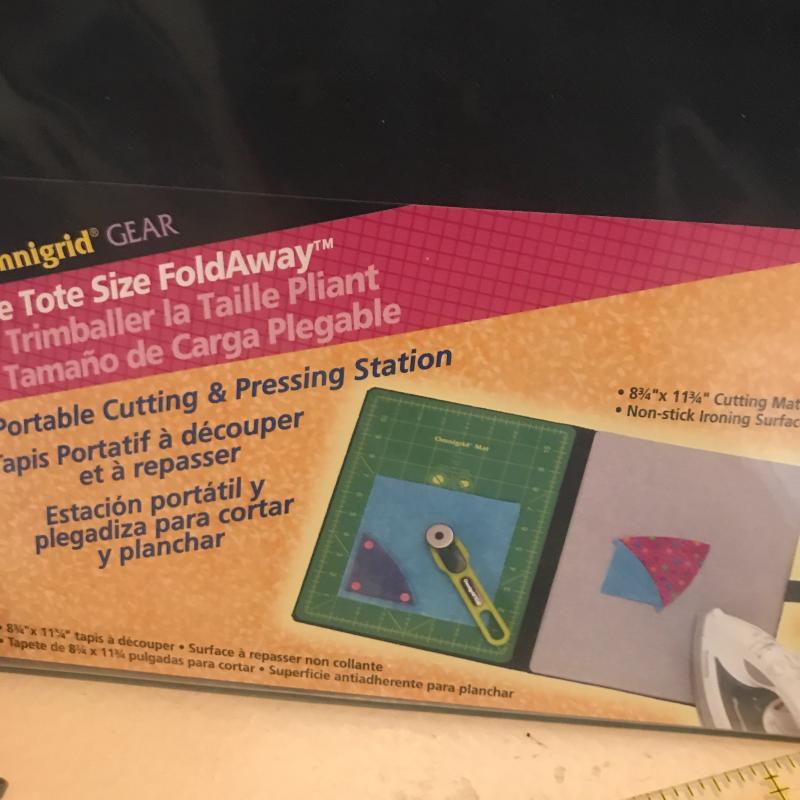 nnigrid® GEAR
e Tote Size FoldAway™
Trimballer la Taille Pliant
Tamaño de Carga Plegable
Portable Cutting & Pressing Station
Tapis Portatif à découper
et à repasser
Estación portátil y
plegadiza para cortar
y planchar
• 8¾"x 11¾" Cutting Mat
• Non-stick Ironing Surfac
Omnigrid® Mat
• 8¾"x 11¾" tapis à découper • Surface à repasser non collante
• Tapete de 8¾ x 11¾ pulgadas para cortar • Superficie antiadherente para planchar